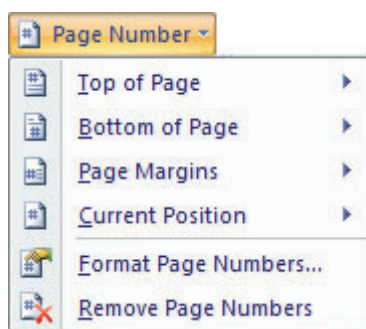 Page Number
Top of Page
Bottom of Page
Page Margins
Current Position
Format Page Numbers...
Remove Page Numbers